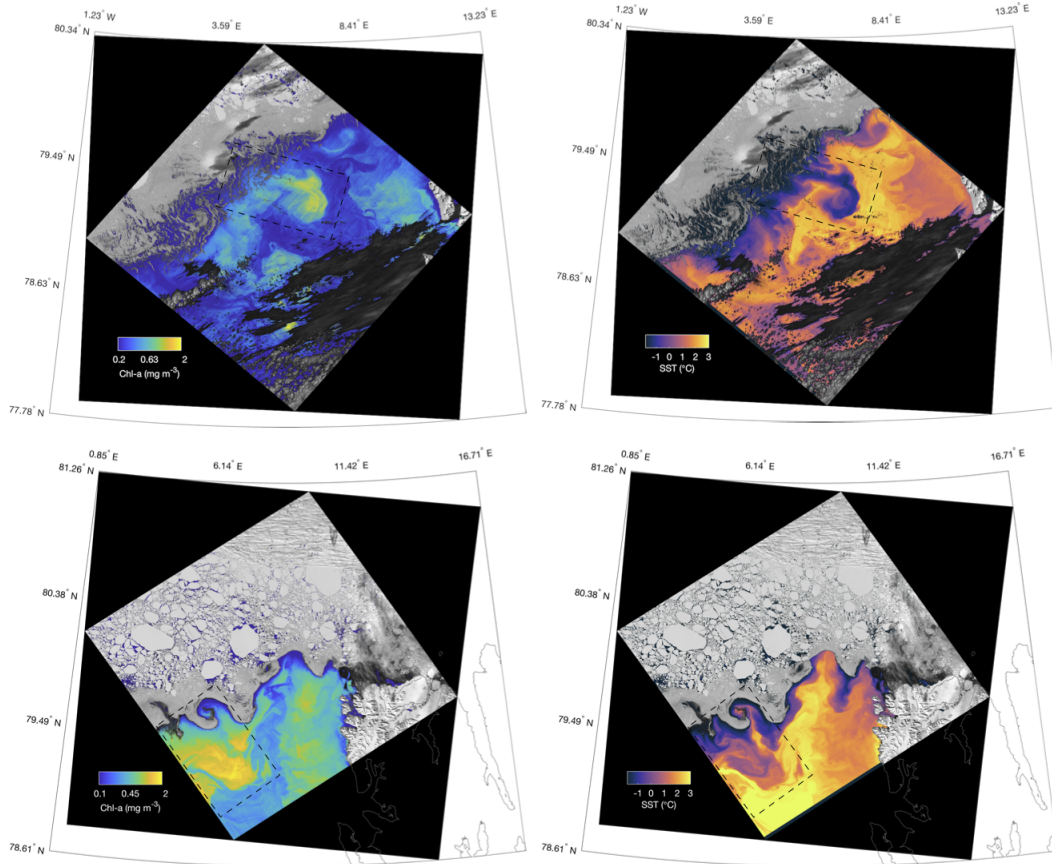 1.23° W
3.59° E
8.41° E
13.23° E
80.34° N
79.49° N
78.63° N
77.78° N
0.2 0.63 2
Chl-a (mg m⁻³)
1.23° W
3.59° E
8.41° E
13.23° E
80.34° N
79.49° N
78.63° N
77.78° N
-1 0 1 2 3
SST (°C)
0.85° E
6.14° E
11.42° E
16.71° E
81.26° N
80.38° N
79.49° N
78.61° N
0.1 0.45 2
Chl-a (mg m⁻³)
0.85° E
6.14° E
11.42° E
16.71° E
81.26° N
80.38° N
79.49° N
78.61° N
-1 0 1 2 3
SST (°C)